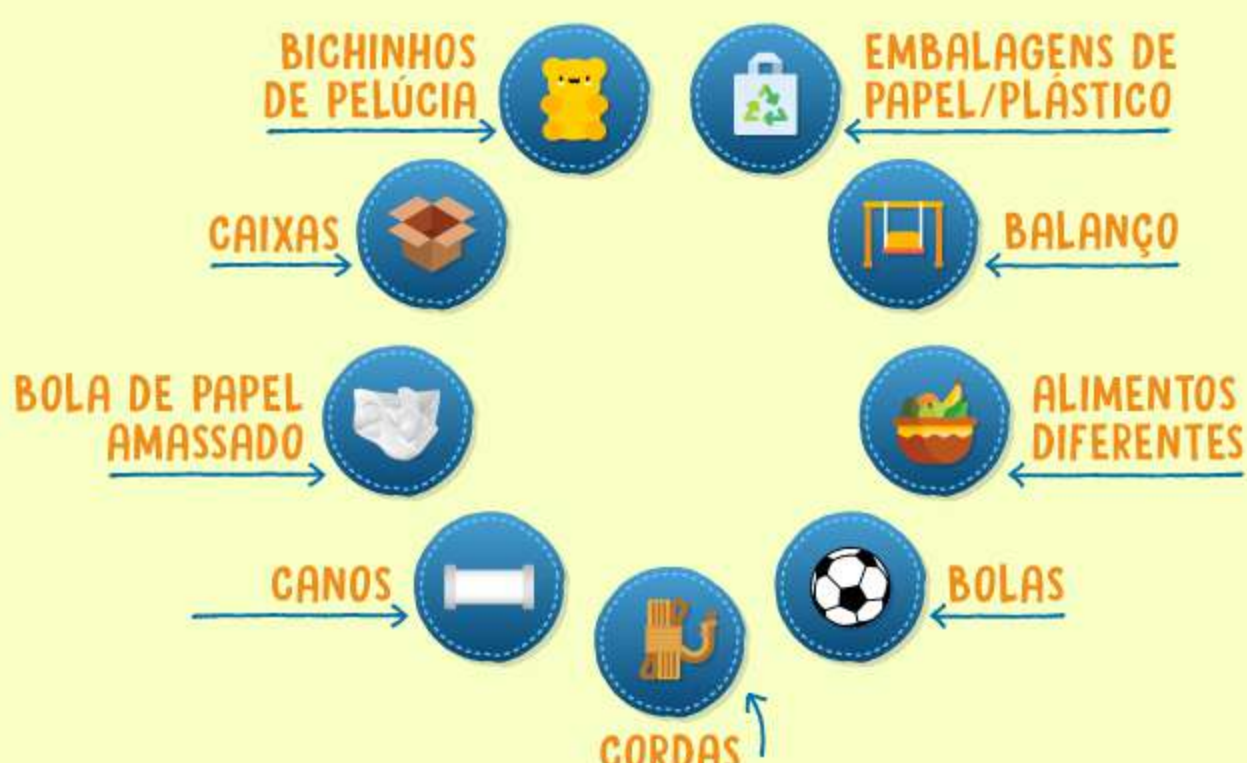 BICHINHOS
DE PELÚCIA
EMBALAGENS DE
PAPEL/PLÁSTICO
CAIXAS
BALANÇO
BOLA DE PAPEL
AMASSADO
ALIMENTOS
DIFERENTES
CANOS
BOLAS
CORDAS